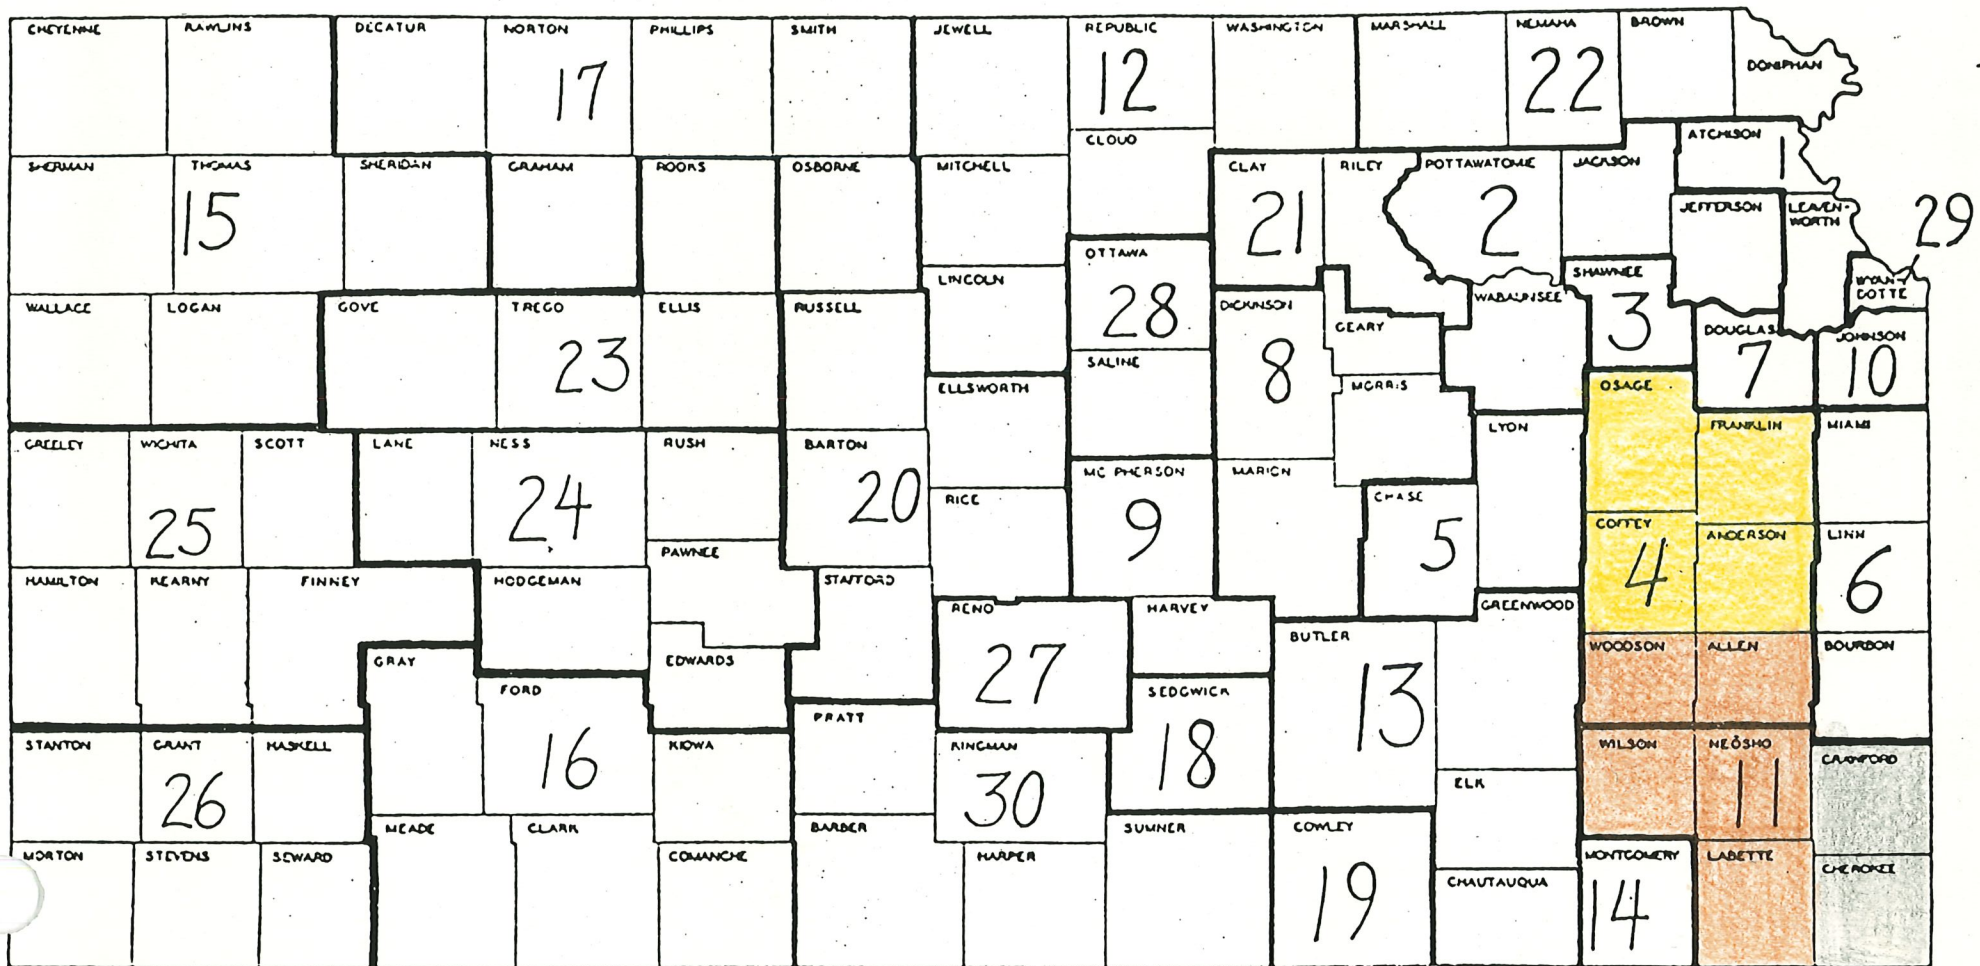 CHEYENNE RAWLINS DECATUR NORTON PHILLIPS SMITH JEWELL REPUBLIC WASHINGTON MARSHALL NEMAHA BROWN
DONIPHAN
17 12 22
CLOUD ATCHISON
1
SHERMAN THOMAS SHERIDAN GRAHAM ROOKS OSBORNE MITCHELL CLAY RILEY POTTAWATOMIE JACKSON
15 21 2 JEFFERSON LEAVEN-
WORTH 29
OTTAWA
LINCOLN SHAWNEE WYAN-
DOTTE
WALLACE LOGAN GOVE TREGO ELLIS RUSSELL 28 DICKINSON GEARY WABAUNSEE 3 DOUGLAS JOHNSON
23 SALINE 8 7 10
ELLSWORTH MORRIS OSAGE
GREELEY WICHITA SCOTT LANE NESS RUSH BARTON LYON FRANKLIN MIAMI
MC PHERSON MARION
25 24 20 RICE 9 CHASE 5
COFFEY ANDERSON LINN
PAWNEE 4 6
HAMILTON KEARNY FINNEY HODGEMAN STAFFORD
RENO HARVEY GREENWOOD
27 BUTLER WOODSON ALLEN BOURBON
GRAY EDWARDS
FORD SEDGWICK 13
16 PRATT 18
STANTON GRANT HASKELL KIOWA KINGMAN WILSON NEOSHO CRAWFORD
26 30 ELK 11
MEADE CLARK BARBER SUMNER COWLEY
MORTON STEVENS SEWARD COMANCHE HARPER 19 CHAUTAUQUA MONTGOMERY LABETTE CHEROKEE
14